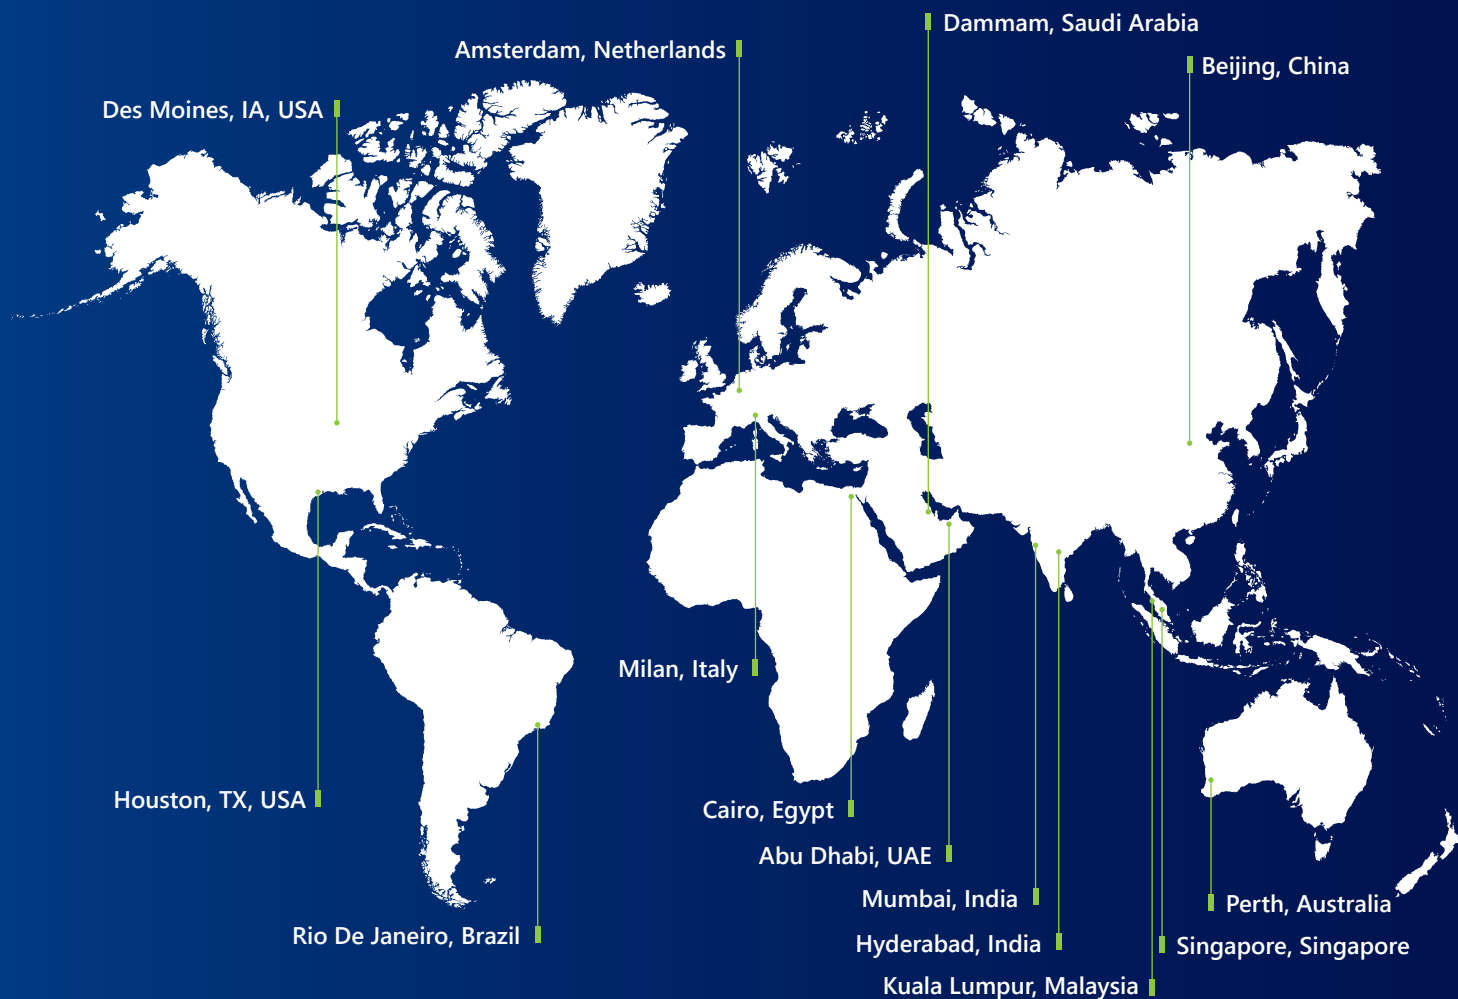 Dammam, Saudi Arabia
Amsterdam, Netherlands
Beijing, China
Des Moines, IA, USA
Milan, Italy
Houston, TX, USA
Cairo, Egypt
Abu Dhabi, UAE
Mumbai, India
Perth, Australia
Rio De Janeiro, Brazil
Hyderabad, India
Singapore, Singapore
Kuala Lumpur, Malaysia